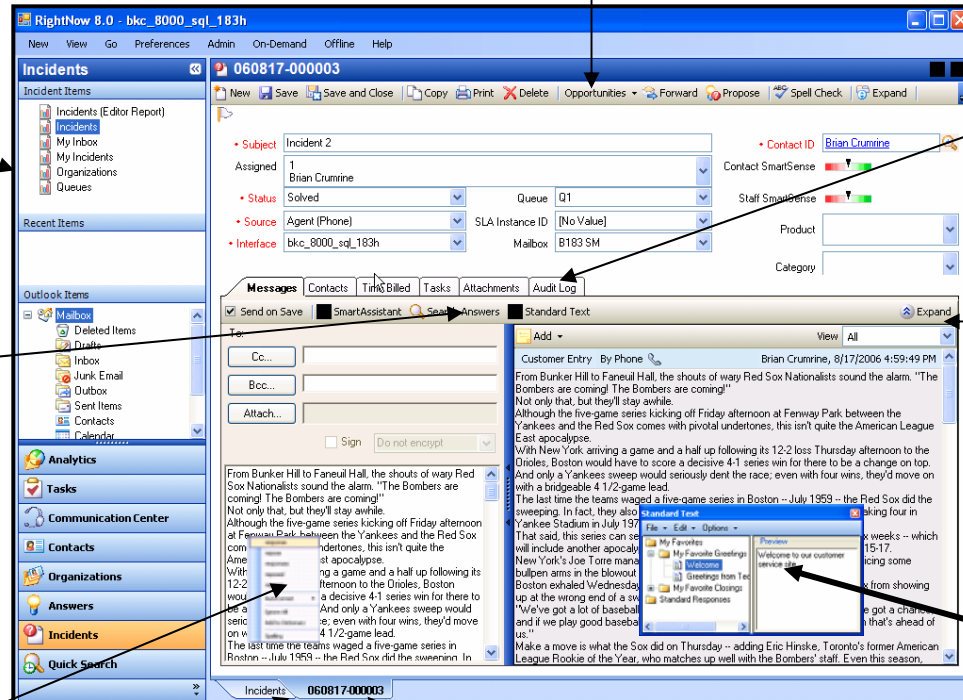 RightNow 8.0 - bkc_8000_sql_183h
New View Go Preferences Admin On-Demand Offline Help
Incidents
Incident Items
Incidents (Editor Report)
Incidents
My Inbox
My Incidents
Organizations
Queues
Recent Items
Outlook Items
Mailbox
Deleted Items
Drafts
Inbox
Junk Email
Outbox
Sent Items
Contacts
Calendar
Analytics
Tasks
Communication Center
Contacts
Organizations
Answers
Incidents
Quick Search
060817-000003
New Save Save and Close Copy Print Delete Opportunities Forward Propose Spell Check Expand
Subject Incident 2
Contact ID Brian Crumrine
Assigned 1
Brian Crumrine
Contact SmartSense
Status Solved
Queue Q1
Staff SmartSense
Source Agent (Phone)
SLA Instance ID [No Value]
Product
Interface bkc_8000_sql_183h
Mailbox B183 SM
Category
Messages Contacts Time Billed Tasks Attachments Audit Log
Send on Save SmartAssistant Search Answers Standard Text Expand
To:
Cc...
Bcc...
Attach...
Sign Do not encrypt
From Bunker Hill to Faneuil Hall, the shouts of wary Red
Sox Nationalists sound the alarm. "The Bombers are
coming! The Bombers are coming!"
Not only that, but they'll stay awhile.
Although the five-game series kicking off Friday afternoon
at Fenway Park between the Yankees and the Red Sox
com undertones, this isn't quite the
Ame apocalypse.
With ng a game and a half up following its
12-2 fternoon to the Orioles, Boston
wou a decisive 4-1 series win for there to
be a And only a Yankees sweep would
serio ce; even with four wins, they'd move
on w 4 1/2-game lead.
The last time the teams waged a five-game series in
Boston -- July 1959 -- the Red Sox did the sweeping. In
Add View All
Customer Entry By Phone Brian Crumrine, 8/17/2006 4:59:49 PM
From Bunker Hill to Faneuil Hall, the shouts of wary Red Sox Nationalists sound the alarm. "The
Bombers are coming! The Bombers are coming!"
Not only that, but they'll stay awhile.
Although the five-game series kicking off Friday afternoon at Fenway Park between the
Yankees and the Red Sox comes with pivotal undertones, this isn't quite the American League
East apocalypse.
With New York arriving a game and a half up following its 12-2 loss Thursday afternoon to the
Orioles, Boston would have to score a decisive 4-1 series win for there to be a change on top.
And only a Yankees sweep would seriously dent the race; even with four wins, they'd move on
with a bridgeable 4 1/2-game lead.
The last time the teams waged a five-game series in Boston -- July 1959 -- the Red Sox did the
sweeping. In fact, they also aking four in
Yankee Stadium in July 197
That said, this series can se x weeks -- which
will include another apocaly 15-17.
New York's Joe Torre mana icing some
bullpen arms in the blowout
Boston exhaled Wednesday x from showing
up at the wrong end of a sw
"We've got a lot of baseball e got a chance,
and if we play good baseb n that's ahead of
us."
Make a move is what the Sox did on Thursday -- adding Eric Hinske, Toronto's former American
League Rookie of the Year, who matches up well with the Bombers' staff. Even this season,
Standard Text
File Edit Options
My Favorites
My Favorite Greetings
Welcome
Greetings from Tec
My Favorite Closings
Standard Responses
Preview
Welcome to our customer
service site.
Incidents 060817-000003